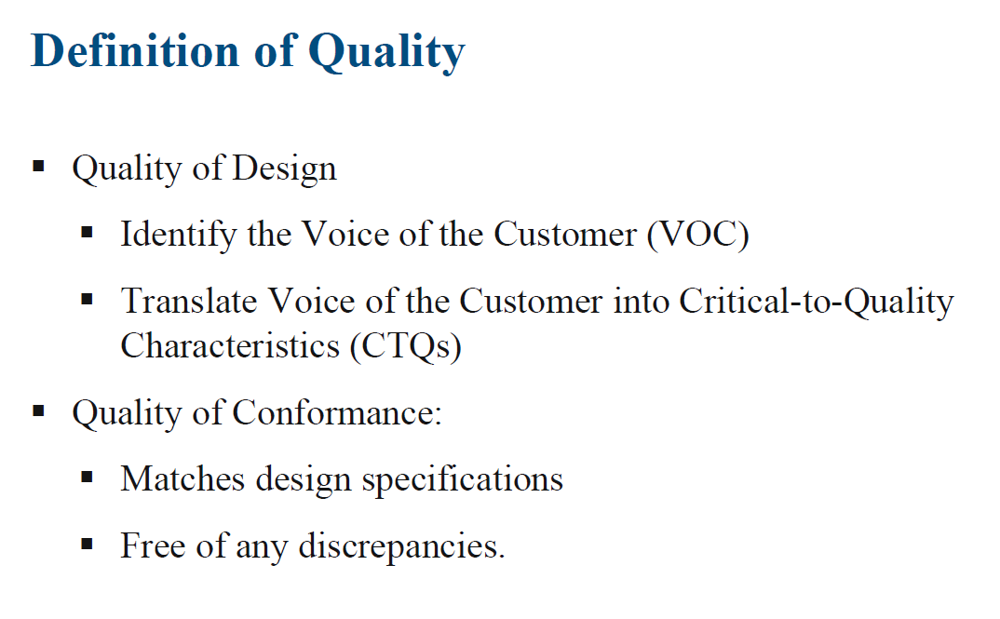 Definition of Quality
▪ Quality of Design
▪ Identify the Voice of the Customer (VOC)
▪ Translate Voice of the Customer into Critical-to-Quality
Characteristics (CTQs)
▪ Quality of Conformance:
▪ Matches design specifications
▪ Free of any discrepancies.